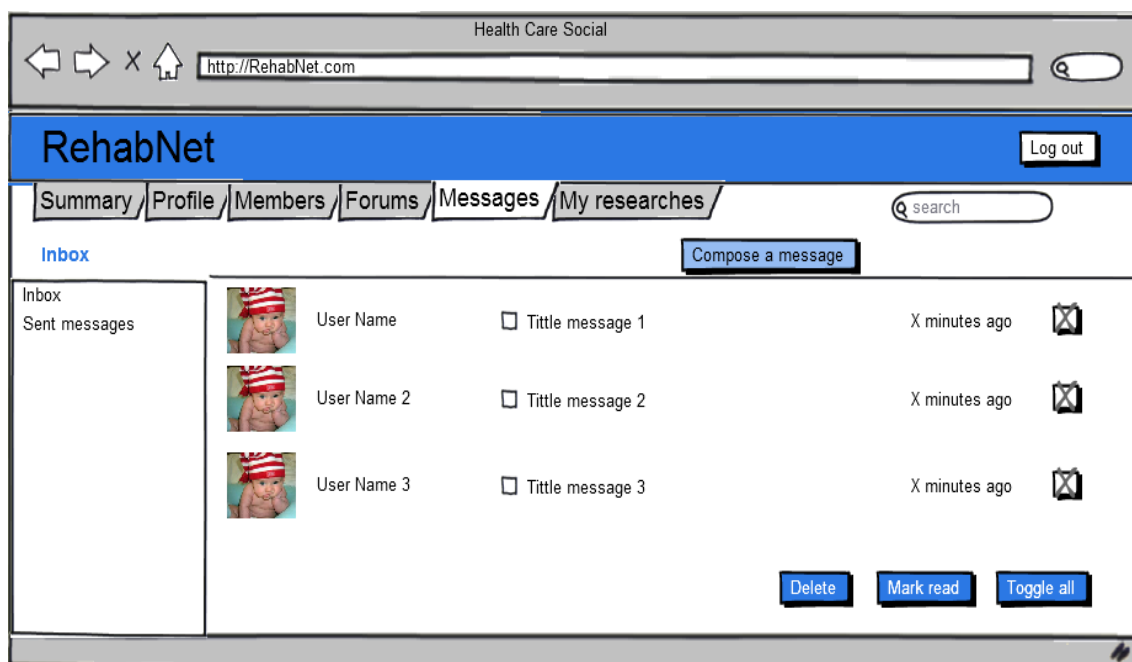 Health Care Social
http://RehabNet.com
RehabNet
Log out
Summary Profile Members Forums Messages My researches
search
Inbox
Compose a message
Inbox
Sent messages
User Name Tittle message 1 X minutes ago X
User Name 2 Tittle message 2 X minutes ago X
User Name 3 Tittle message 3 X minutes ago X
Delete Mark read Toggle all